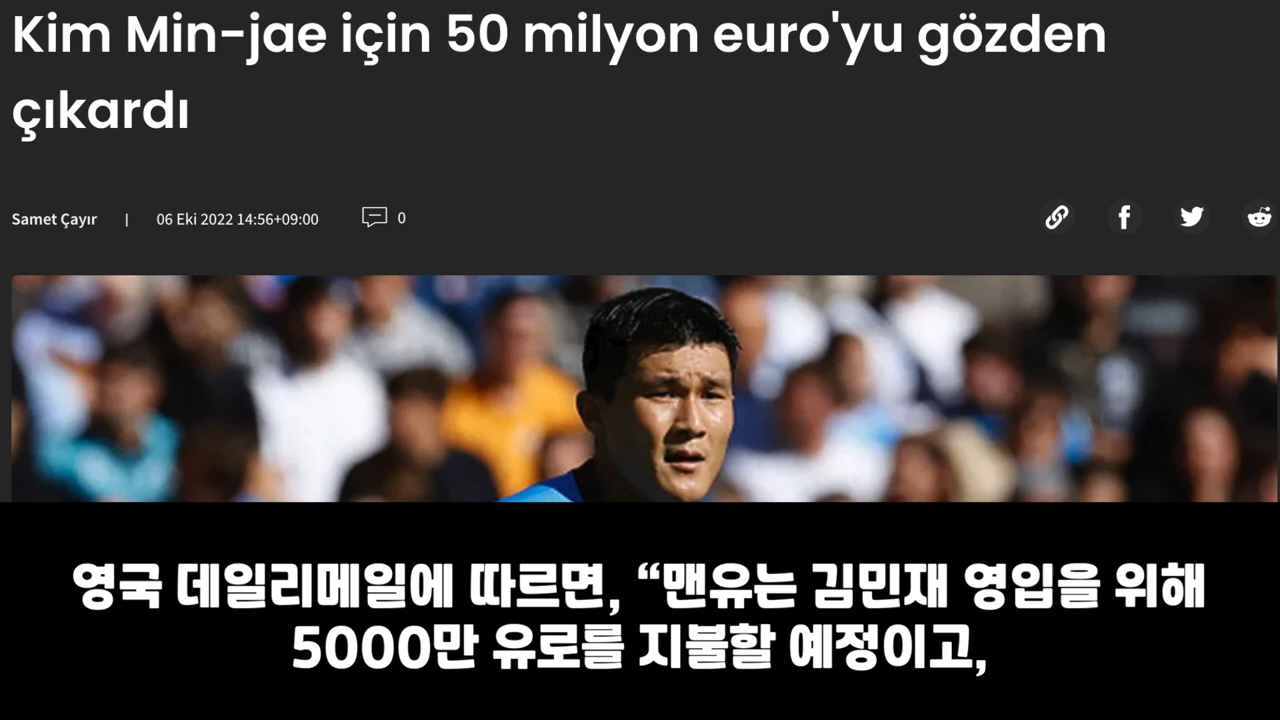 Kim Min-jae için 50 milyon euro'yu gözden
çıkardı
Samet Çayır | 06 Eki 2022 14:56+09:00 0
영국 데일리메일에 따르면, “맨유는 김민재 영입을 위해
5000만 유로를 지불할 예정이고,